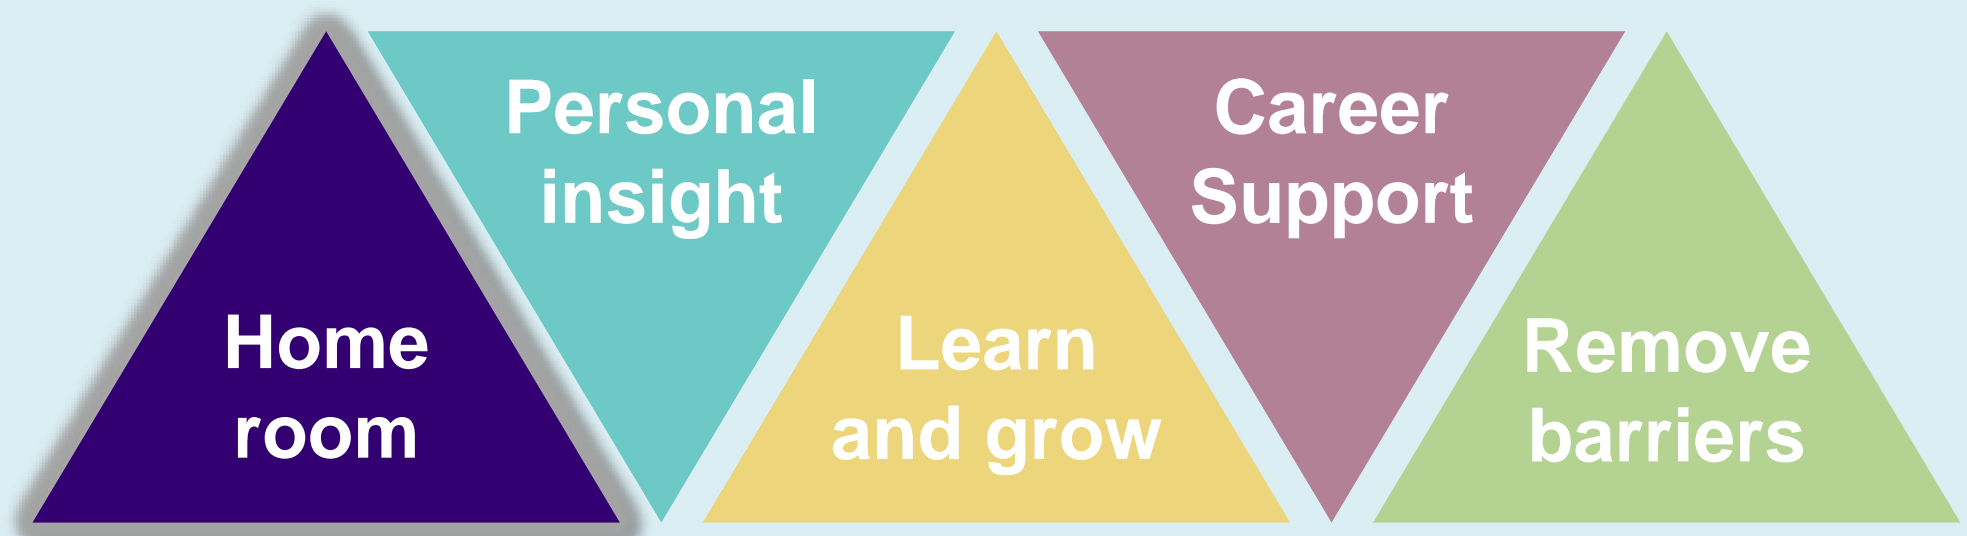 Home
room
Personal
insight
Learn
and grow
Career
Support
Remove
barriers